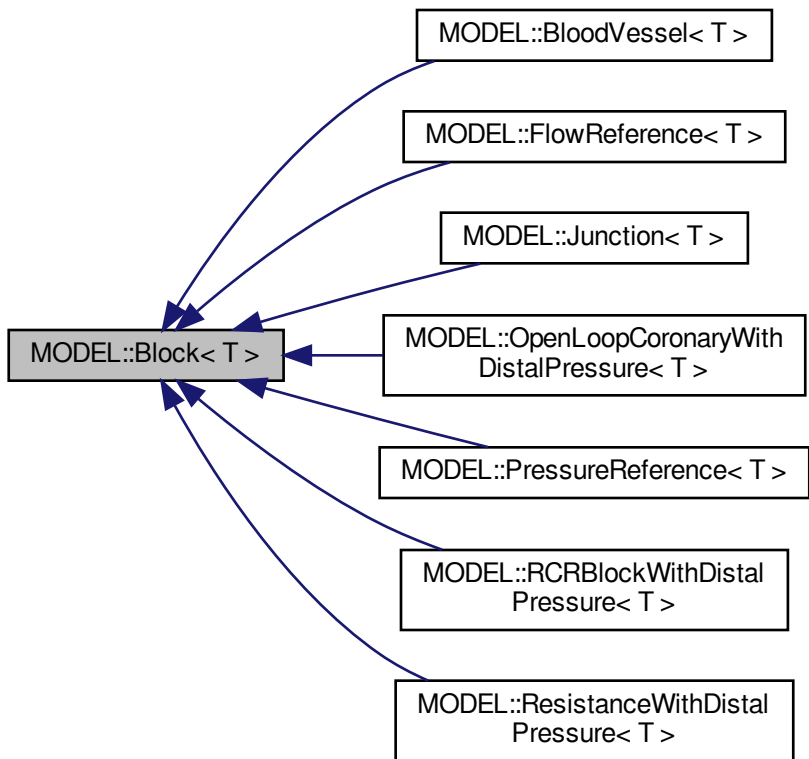 MODEL::BloodVessel< T >
MODEL::FlowReference< T >
MODEL::Junction< T >
MODEL::Block< T >
MODEL::OpenLoopCoronaryWith
DistalPressure< T >
MODEL::PressureReference< T >
MODEL::RCRBlockWithDistal
Pressure< T >
MODEL::ResistanceWithDistal
Pressure< T >